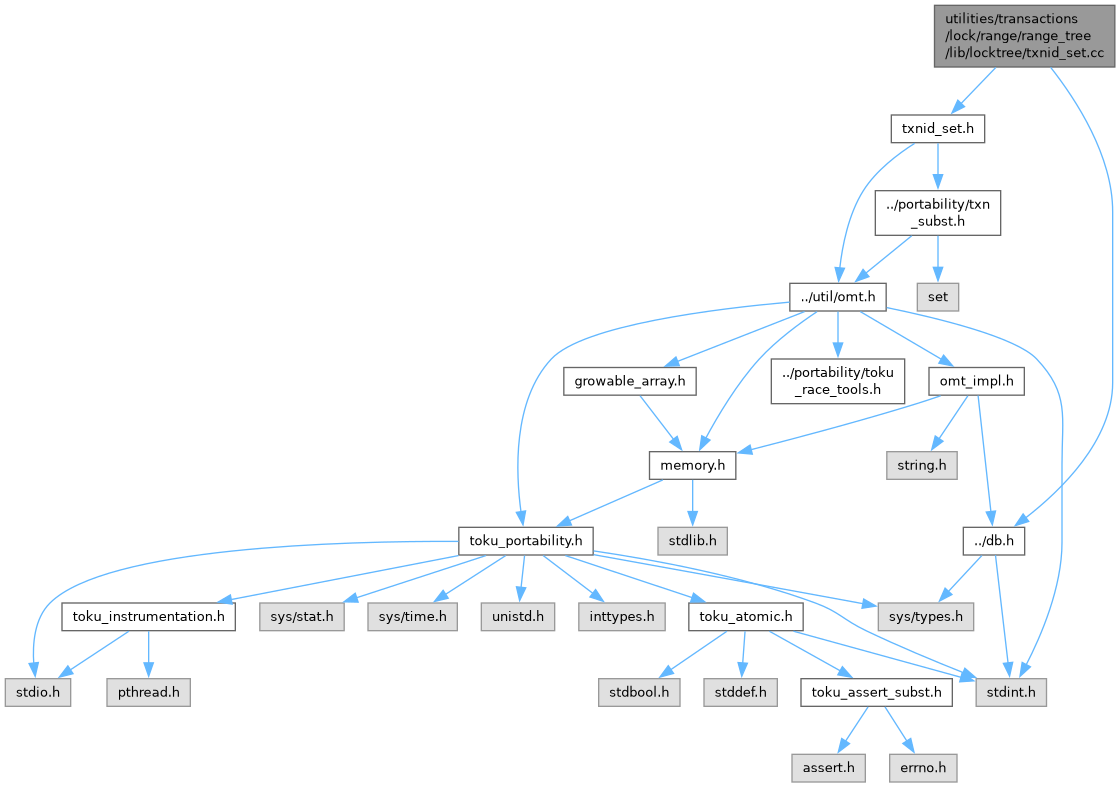 utilities/transactions
/lock/range/range_tree
/lib/locktree/txnid_set.cc
txnid_set.h
../portability/txn
_subst.h
../util/omt.h
set
growable_array.h
../portability/toku
_race_tools.h
omt_impl.h
memory.h
string.h
toku_portability.h
stdlib.h
../db.h
toku_instrumentation.h
sys/stat.h
sys/time.h
unistd.h
inttypes.h
toku_atomic.h
sys/types.h
stdio.h
pthread.h
stdbool.h
stddef.h
toku_assert_subst.h
stdint.h
assert.h
errno.h